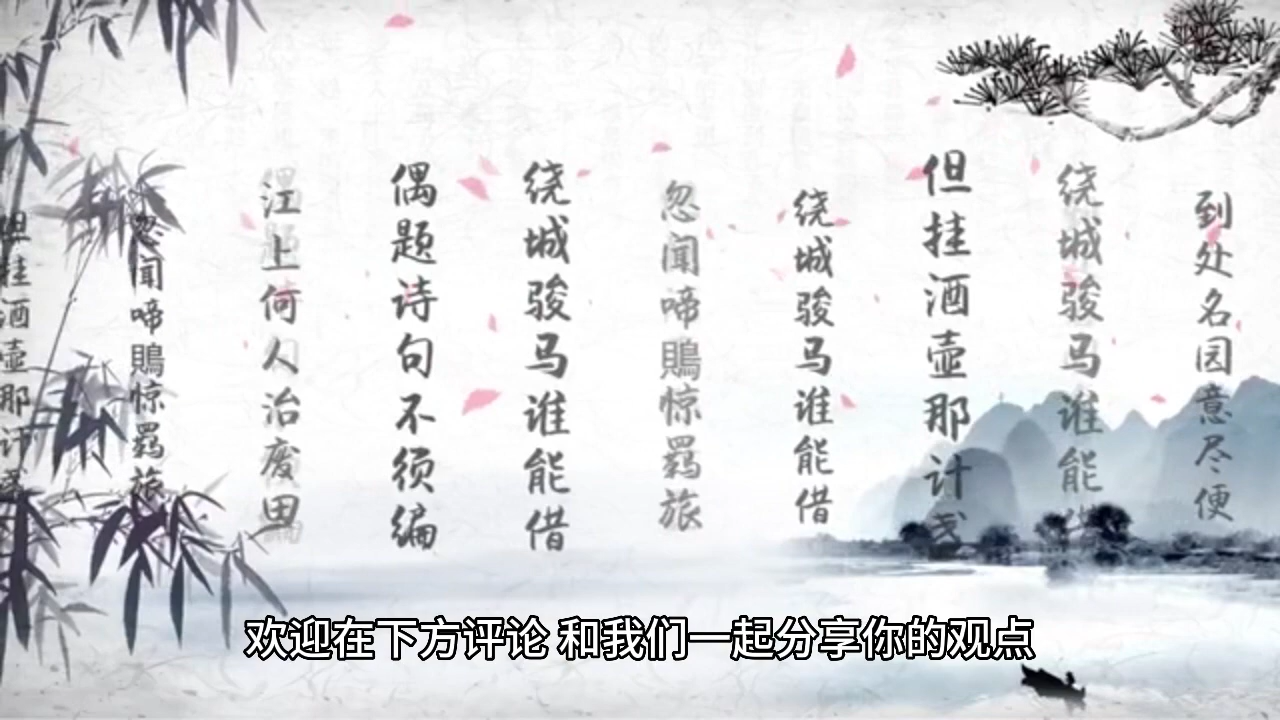 到处名园意尽便
绕城骏马谁能借
但挂酒壶那计戋
绕城骏马谁能借
忽闻啼鵙惊羁旅
绕城骏马谁能借
偶题诗句不须编
江上何人治废田
忽闻啼鵙惊羁旅
但挂酒壶那计戋
欢迎在下方评论 和我们一起分享你的观点